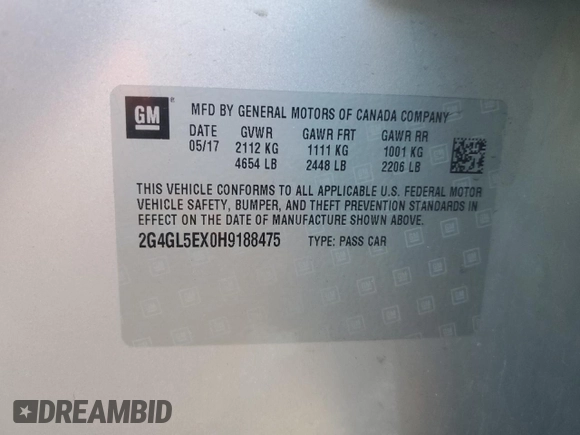 GM ® MFD BY GENERAL MOTORS OF CANADA COMPANY
DATE GVWR GAWR FRT GAWR RR
05/17 2112 KG 1111 KG 1001 KG
4654 LB 2448 LB 2206 LB
THIS VEHICLE CONFORMS TO ALL APPLICABLE U.S. FEDERAL MOTOR
VEHICLE SAFETY, BUMPER, AND THEFT PREVENTION STANDARDS IN
EFFECT ON THE DATE OF MANUFACTURE SHOWN ABOVE.
2G4GL5EX0H9188475 TYPE: PASS CAR
DREAMBID